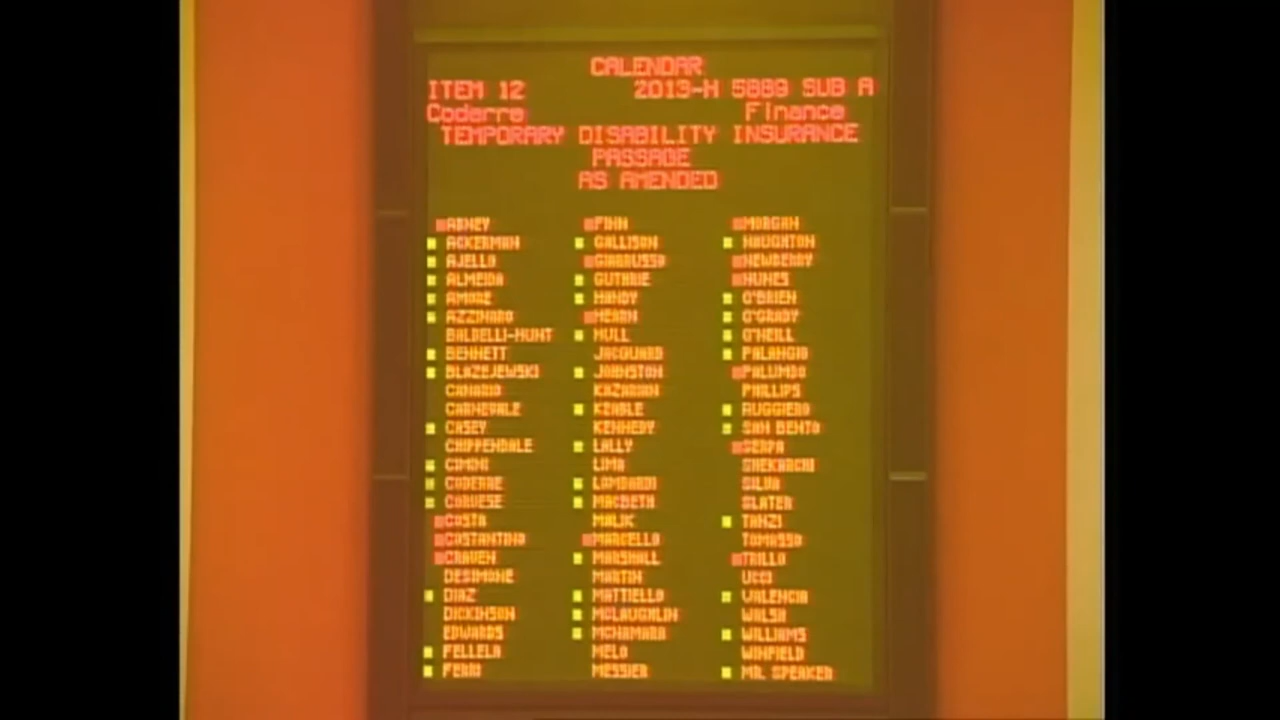 CALENDAR
ITEM 12 2013-H 5889 SUB A
Coderre Finance
TEMPORARY DISABILITY INSURANCE
PASSAGE
AS AMENDED
ABNEY FINN MORGAN
ACKERMAN GALLISON NAUGHTON
AJELLO GIARRUSSO NEWBERRY
ALMEIDA GUTHRIE NUNES
AMORE HANDY O'BRIEN
AZZINARO HEARN O'GRADY
BALDELLI-HUNT HULL O'NEILL
BENNETT JACQUARD PALANGIO
BLAZEJEWSKI JOHNSTON PALUMBO
CANARIO KAZARIAN PHILLIPS
CARNEVALE KEABLE RUGGIERO
CASEY KENNEDY SAN BENTO
CHIPPENDALE LALLY SERPA
CIMINI LIMA SHEKARCHI
CODERRE LOMBARDI SILVA
CORVESE MACBETH SLATER
COSTA MALIK TANZI
COSTANTINO MARCELLO TOMASSO
CRAVEN MARSHALL TRILLO
DESIMONE MARTIN UCCI
DIAZ MATTIELLO VALENCIA
DICKINSON MCLAUGHLIN WALSH
EDWARDS MCNAMARA WILLIAMS
FELLELA MELO WINFIELD
FERRI MESSIER MR. SPEAKER